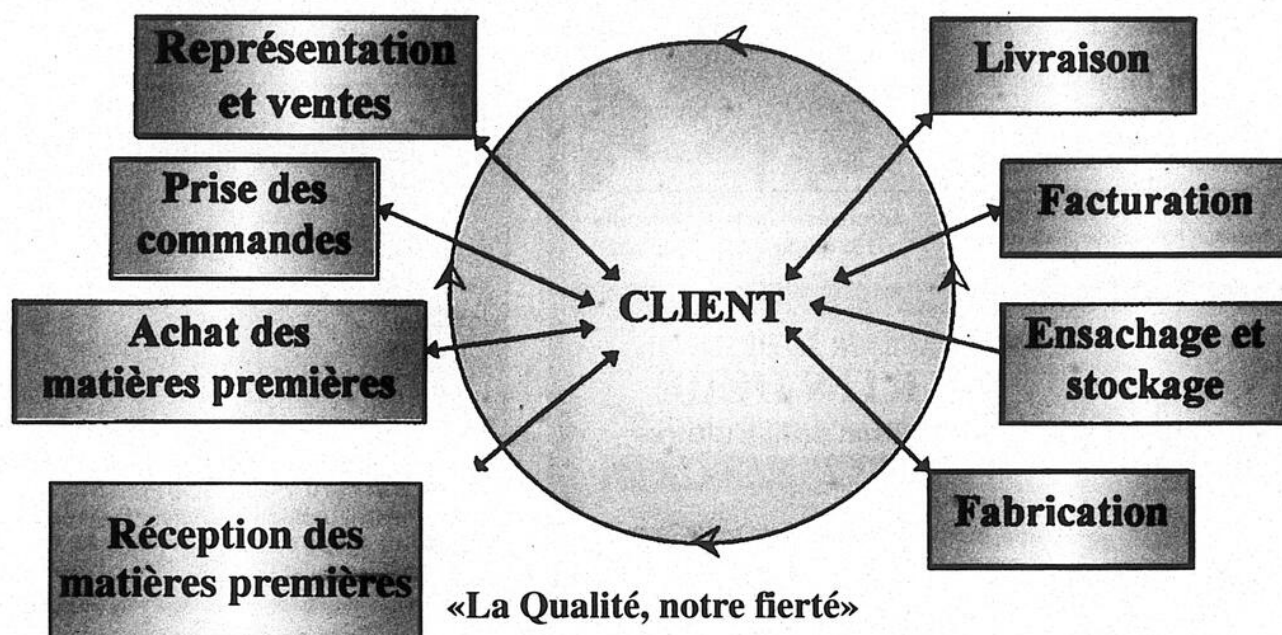 Représentation
et ventes
Prise des
commandes
Achat des
matières premières
Réception des
matières premières
CLIENT
Livraison
Facturation
Ensachage et
stockage
Fabrication
«La Qualité, notre fierté»